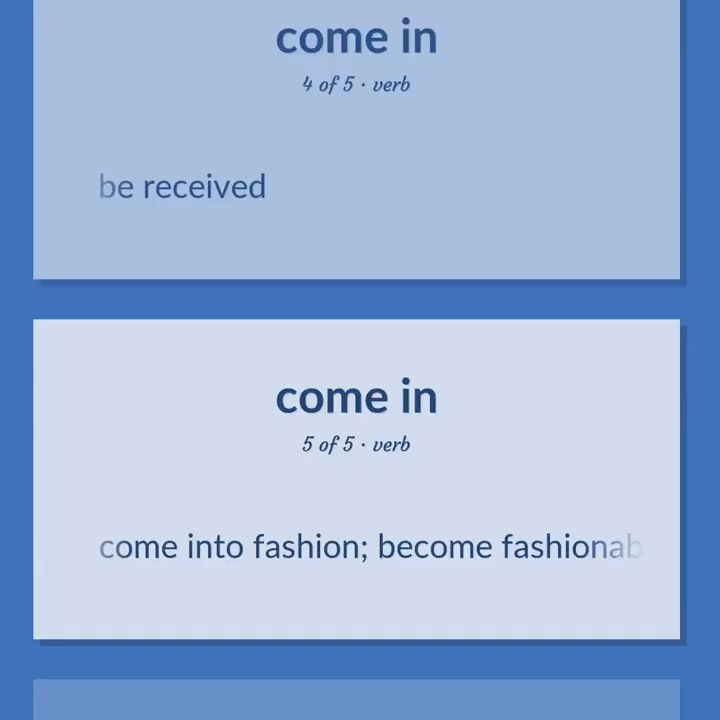 come in
4 of 5 · verb
be received
come in
5 of 5 · verb
come into fashion; become fashionab